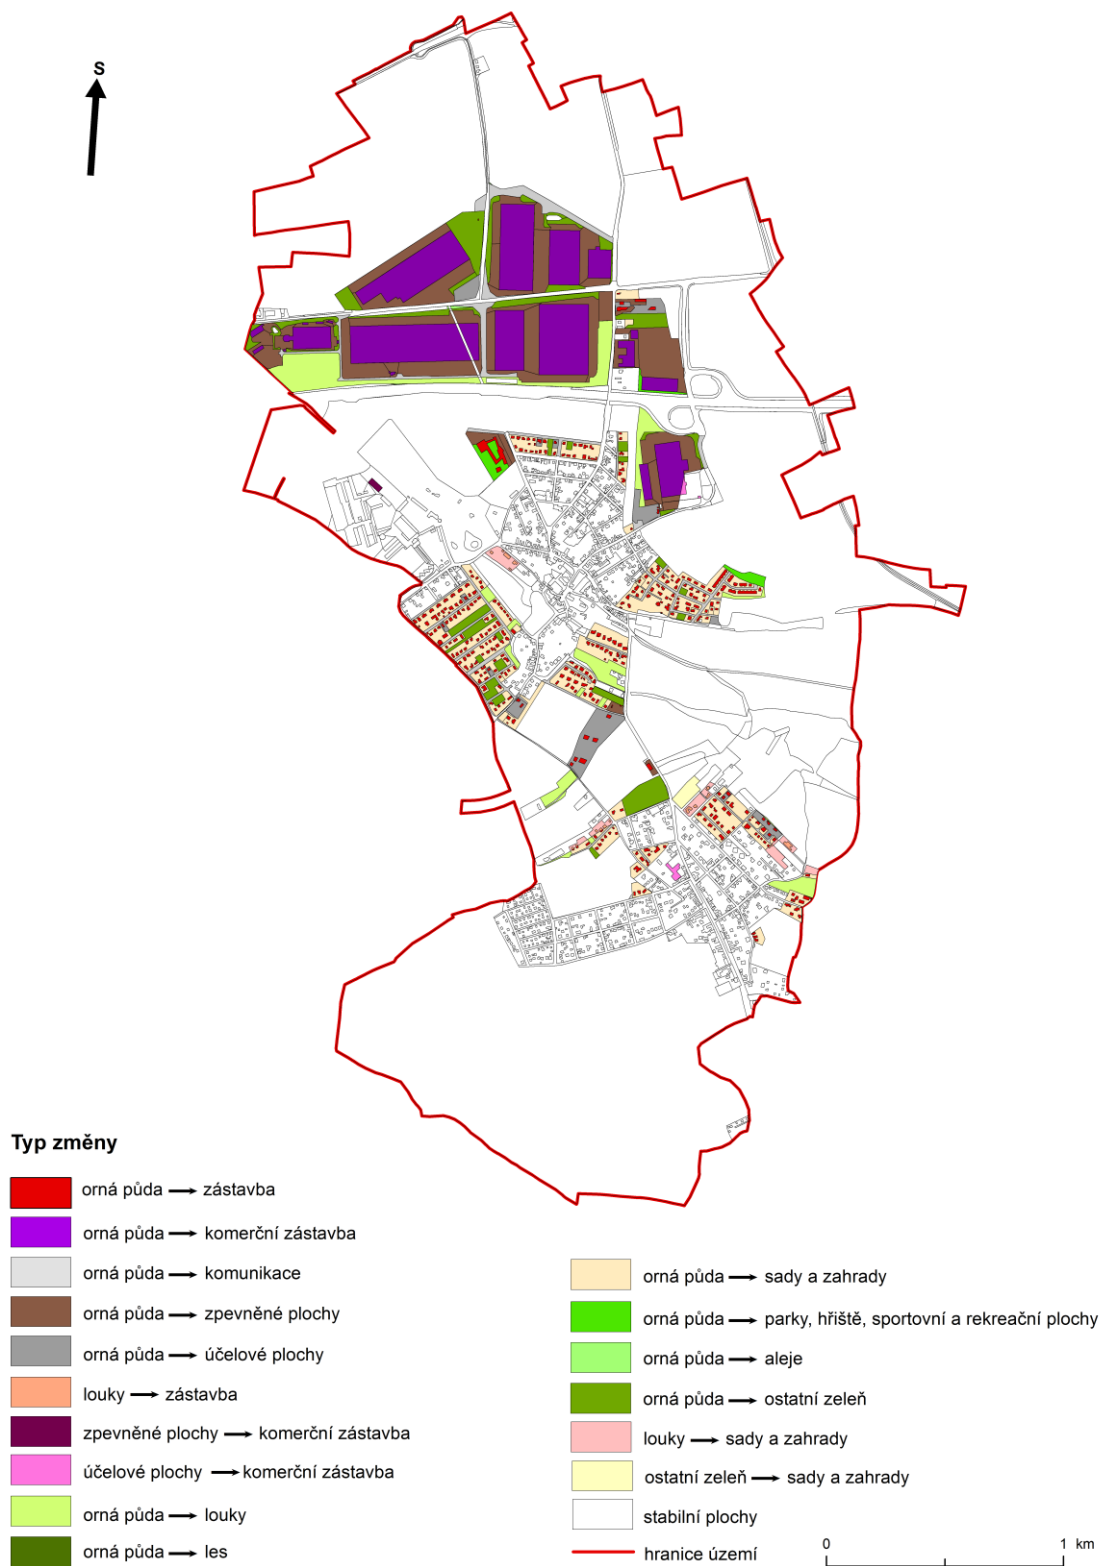 S
Typ změny
orná půda → zástavba
orná půda → komerční zástavba
orná půda → komunikace
orná půda → zpevněné plochy
orná půda → účelové plochy
louky → zástavba
zpevněné plochy → komerční zástavba
účelové plochy → komerční zástavba
orná půda → louky
orná půda → les
orná půda → sady a zahrady
orná půda → parky, hřiště, sportovní a rekreační plochy
orná půda → aleje
orná půda → ostatní zeleň
louky → sady a zahrady
ostatní zeleň → sady a zahrady
stabilní plochy
hranice území
0 1 km